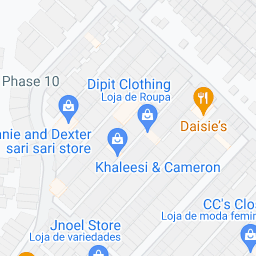 Phase 10
Dipit Clothing
Loja de Roupa
Daisie's
nie and Dexter
sari sari store
Khaleesi & Cameron
CC's Clos
Loja de moda femin
Jnoel Store
Loja de variedades